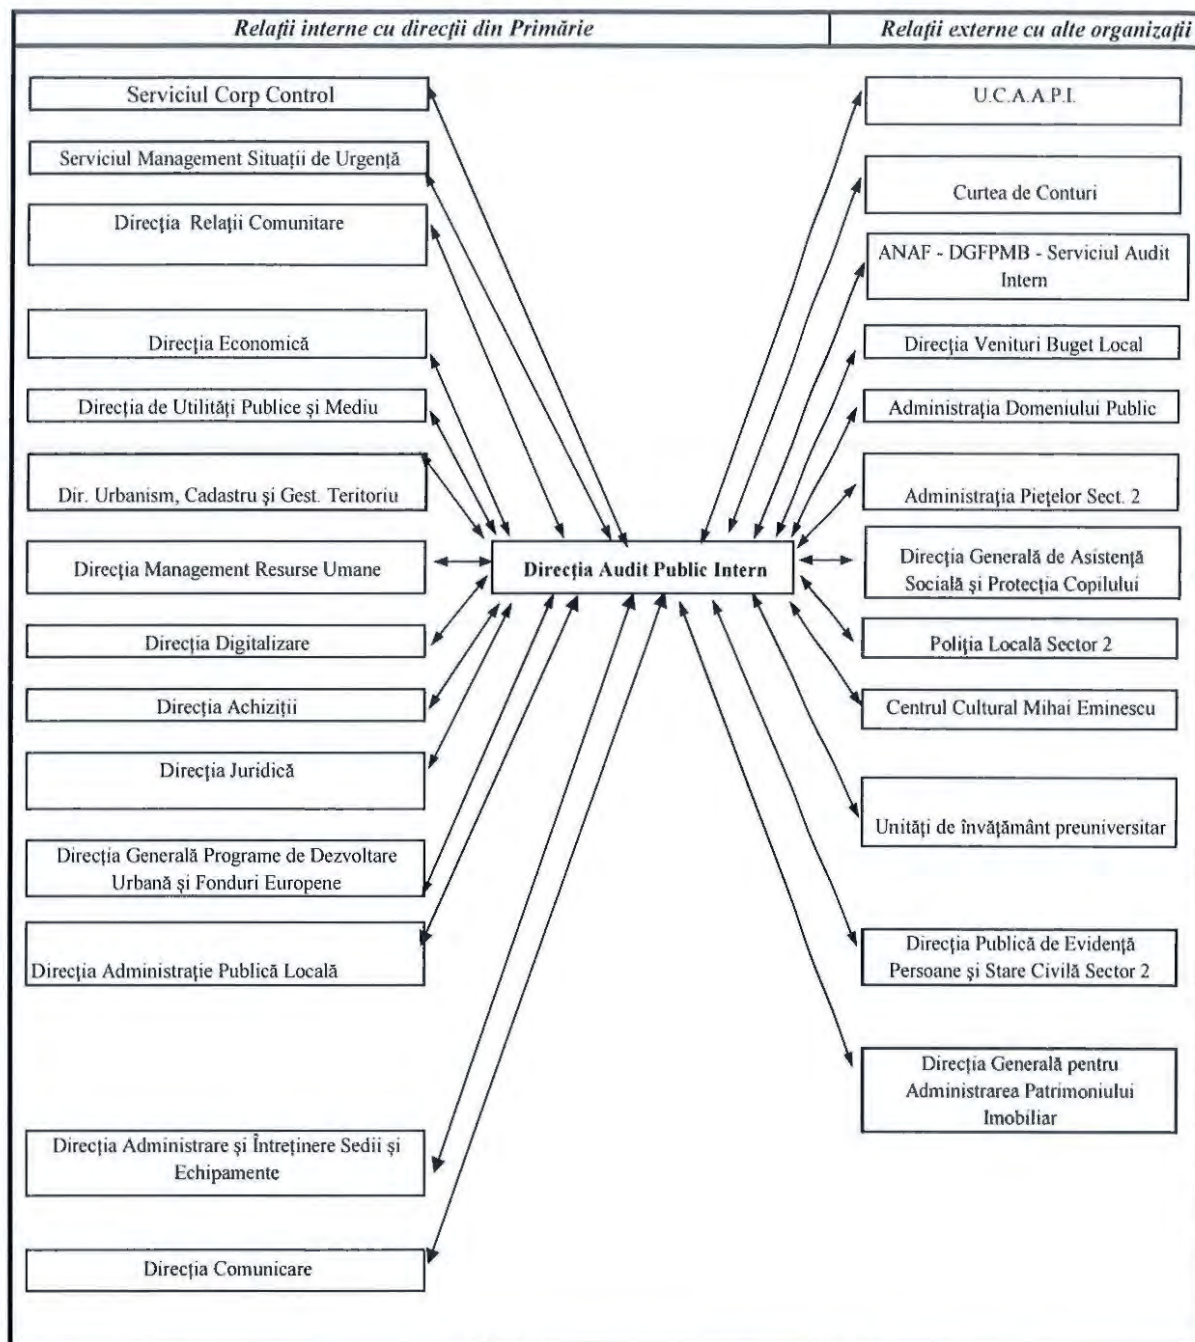 Relații interne cu direcții din Primărie
Relații externe cu alte organizații
Serviciul Corp Control
Serviciul Management Situații de Urgență
Direcția Relații Comunitare
Direcția Economică
Direcția de Utilități Publice și Mediu
Dir. Urbanism, Cadastru și Gest. Teritoriu
Direcția Management Resurse Umane
Direcția Digitalizare
Direcția Achiziții
Direcția Juridică
Direcția Generală Programe de Dezvoltare
Urbană și Fonduri Europene
Direcția Administrație Publică Locală
Direcția Administrare și Întreținere Sedii și
Echipamente
Direcția Comunicare
Direcția Audit Public Intern
U.C.A.A.P.I.
Curtea de Conturi
ANAF - DGFPMB - Serviciul Audit
Intern
Direcția Venituri Buget Local
Administrația Domeniului Public
Administrația Piețelor Sect. 2
Direcția Generală de Asistență
Socială și Protecția Copilului
Poliția Locală Sector 2
Centrul Cultural Mihai Eminescu
Unități de învățământ preuniversitar
Direcția Publică de Evidență
Persoane și Stare Civilă Sector 2
Direcția Generală pentru
Administrarea Patrimoniului
Imobiliar